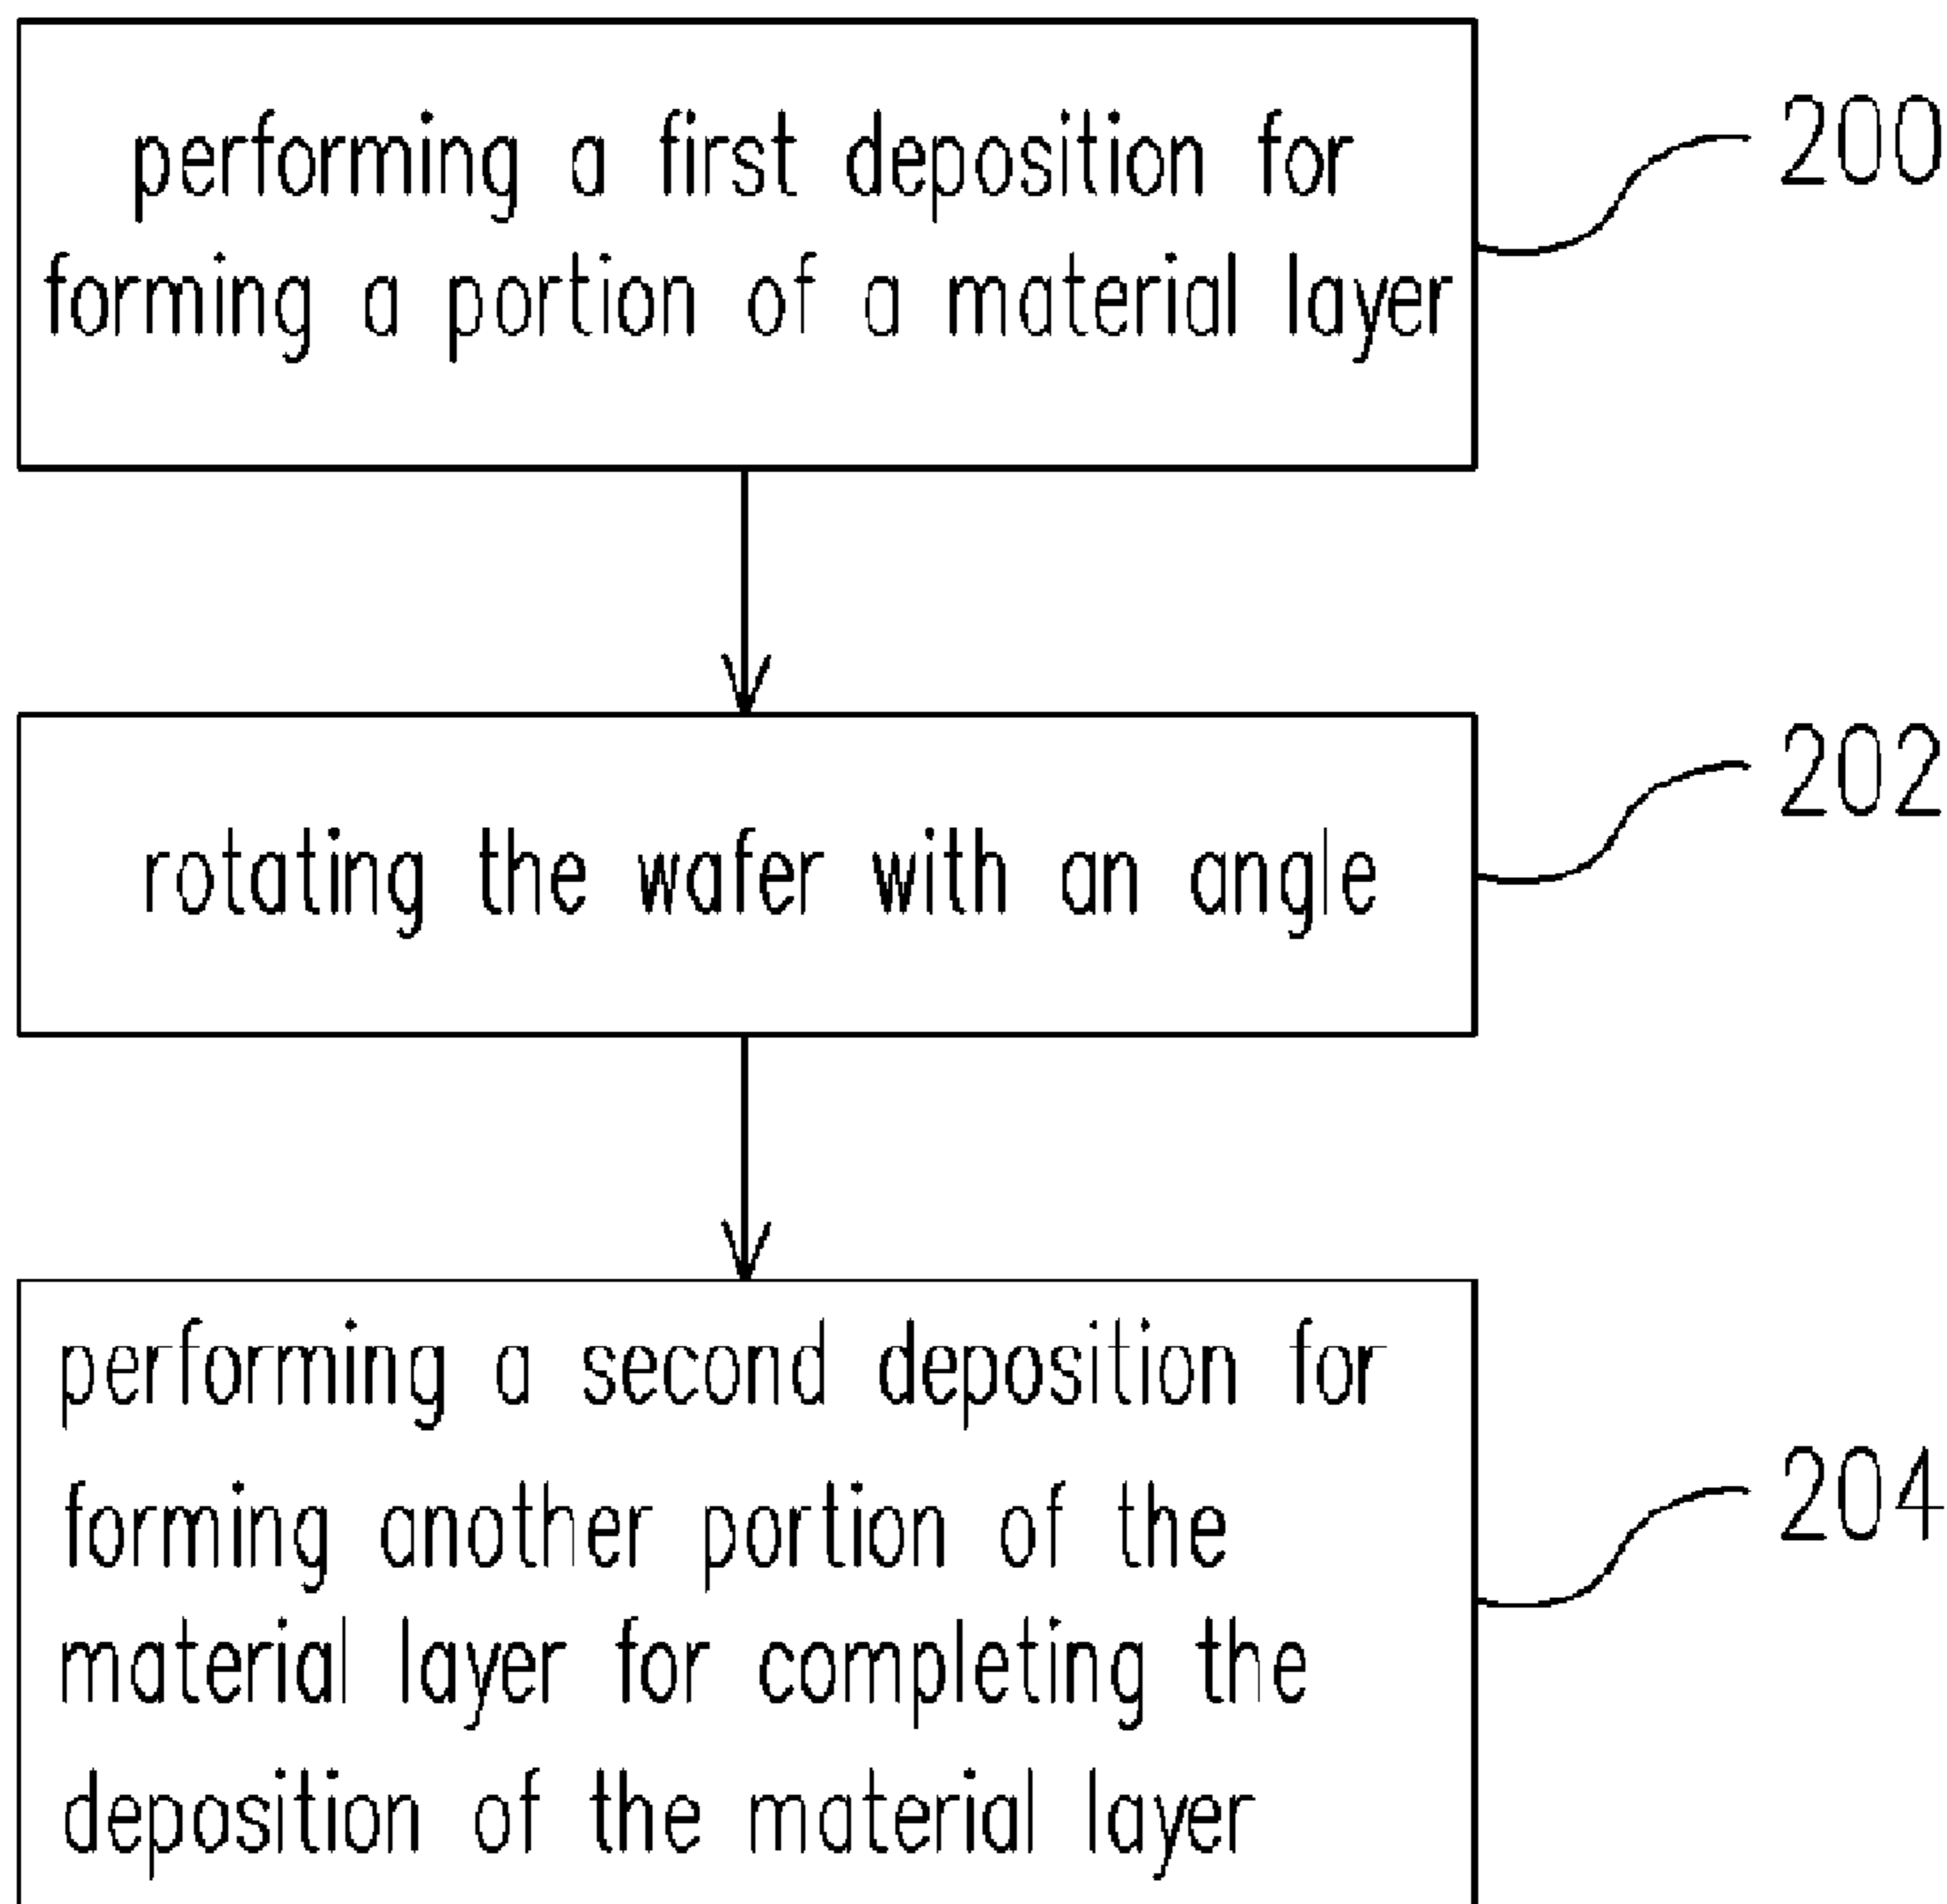 performing a first deposition for
forming a portion of a material layer
200
rotating the wafer with an angle
202
performing a second deposition for
forming another portion of the
material layer for completing the
deposition of the material layer
204